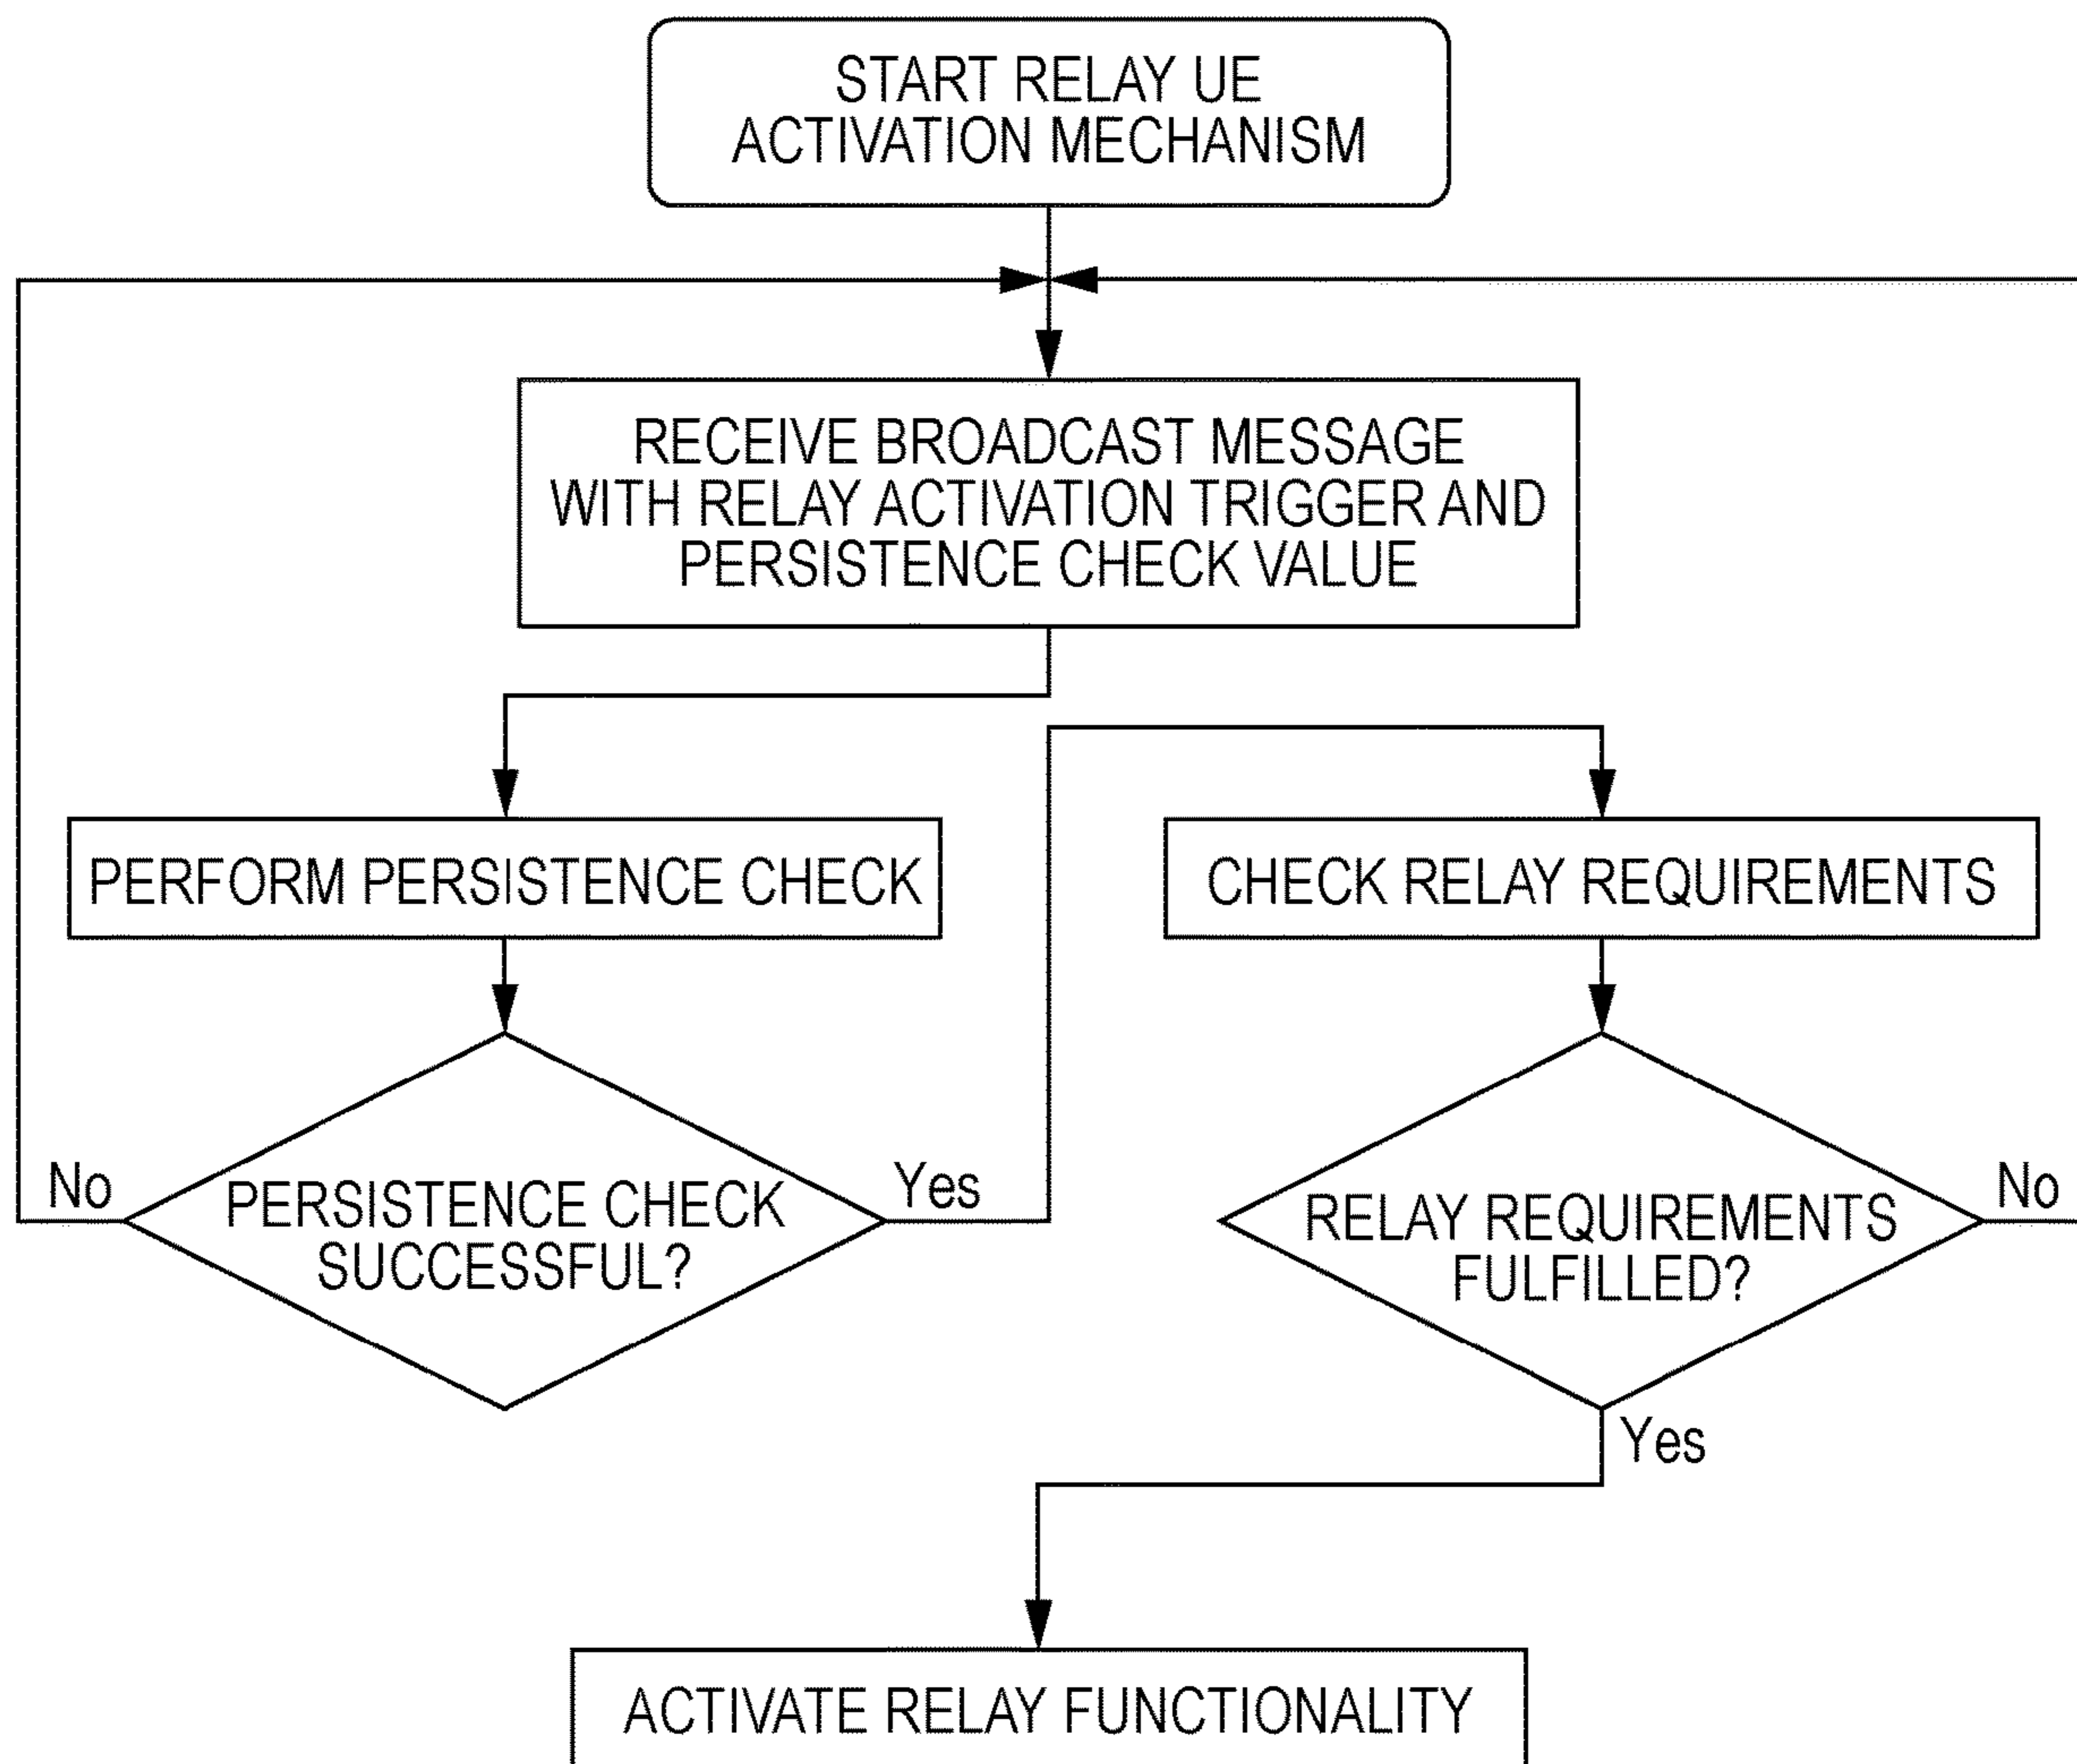 START RELAY UE
ACTIVATION MECHANISM
RECEIVE BROADCAST MESSAGE
WITH RELAY ACTIVATION TRIGGER AND
PERSISTENCE CHECK VALUE
PERFORM PERSISTENCE CHECK
CHECK RELAY REQUIREMENTS
No
PERSISTENCE CHECK
SUCCESSFUL?
Yes
RELAY REQUIREMENTS
FULFILLED?
No
Yes
ACTIVATE RELAY FUNCTIONALITY